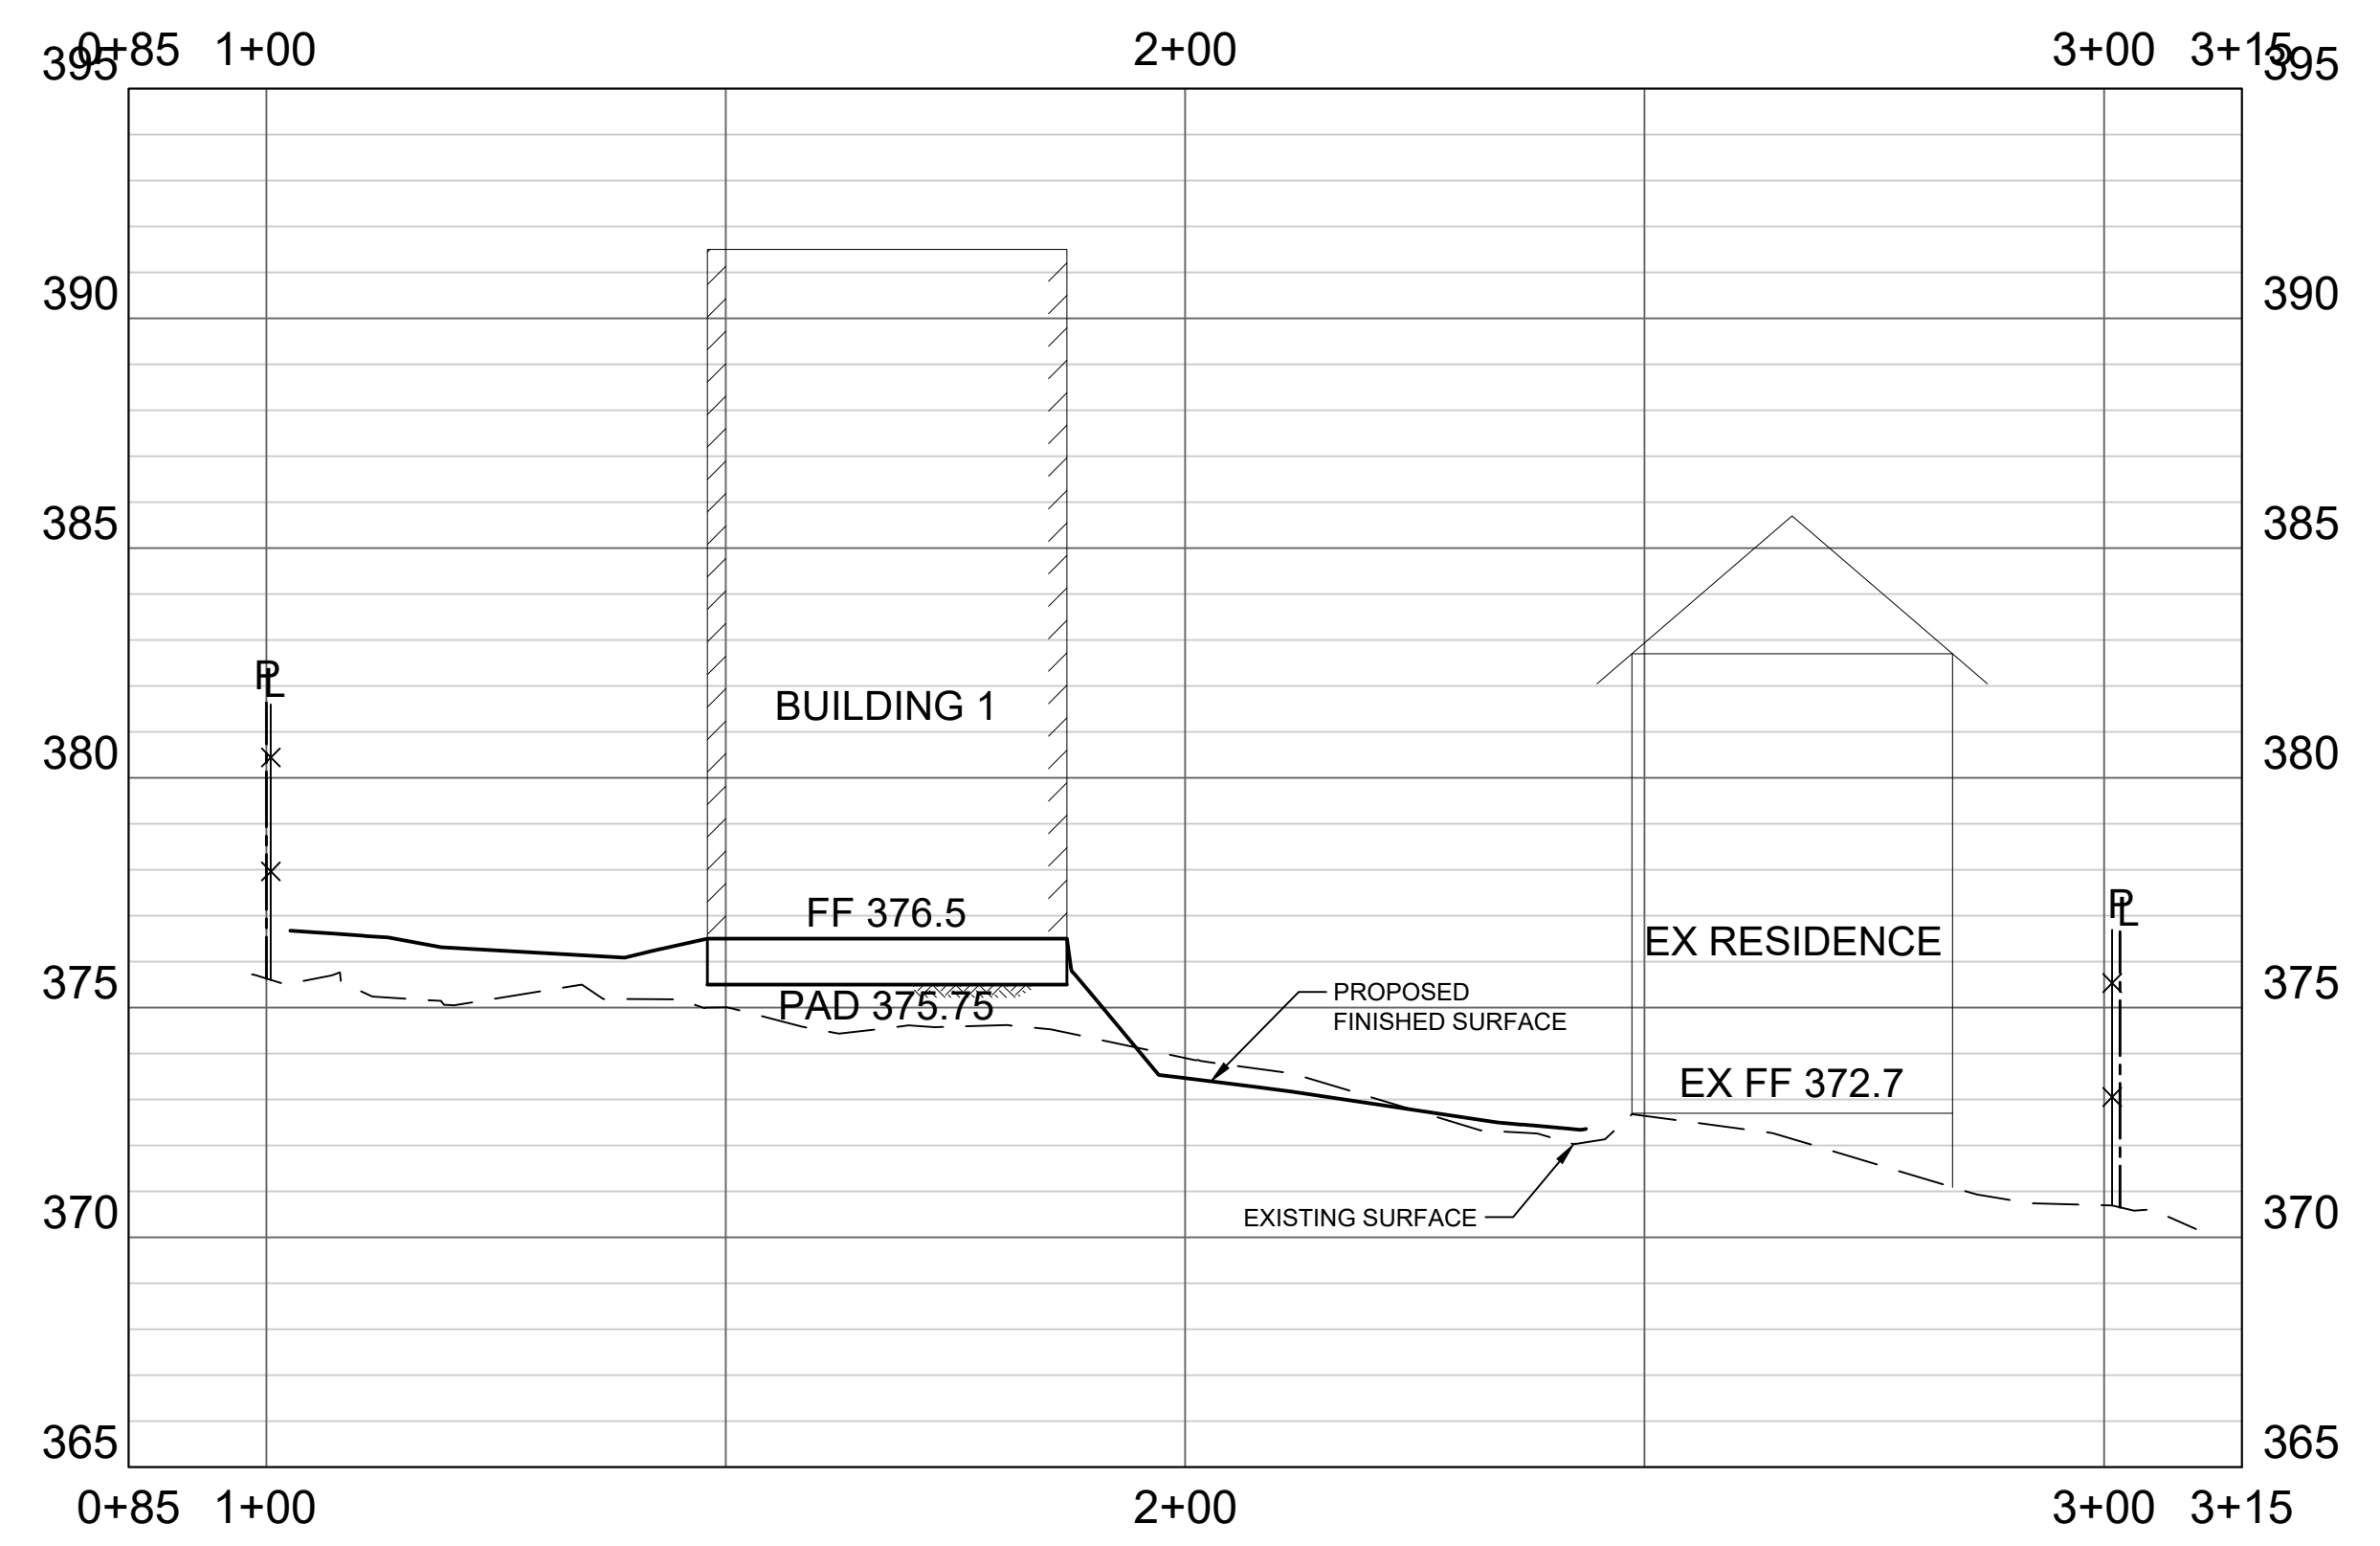 0+85 1+00 2+00 3+00 3+15
395 395
390 390
385 385
PL
BUILDING 1
380 380
FF 376.5
PL
EX RESIDENCE
375 375
PAD 375.75
PROPOSED
FINISHED SURFACE
EX FF 372.7
EXISTING SURFACE
370 370
365 365
0+85 1+00 2+00 3+00 3+15